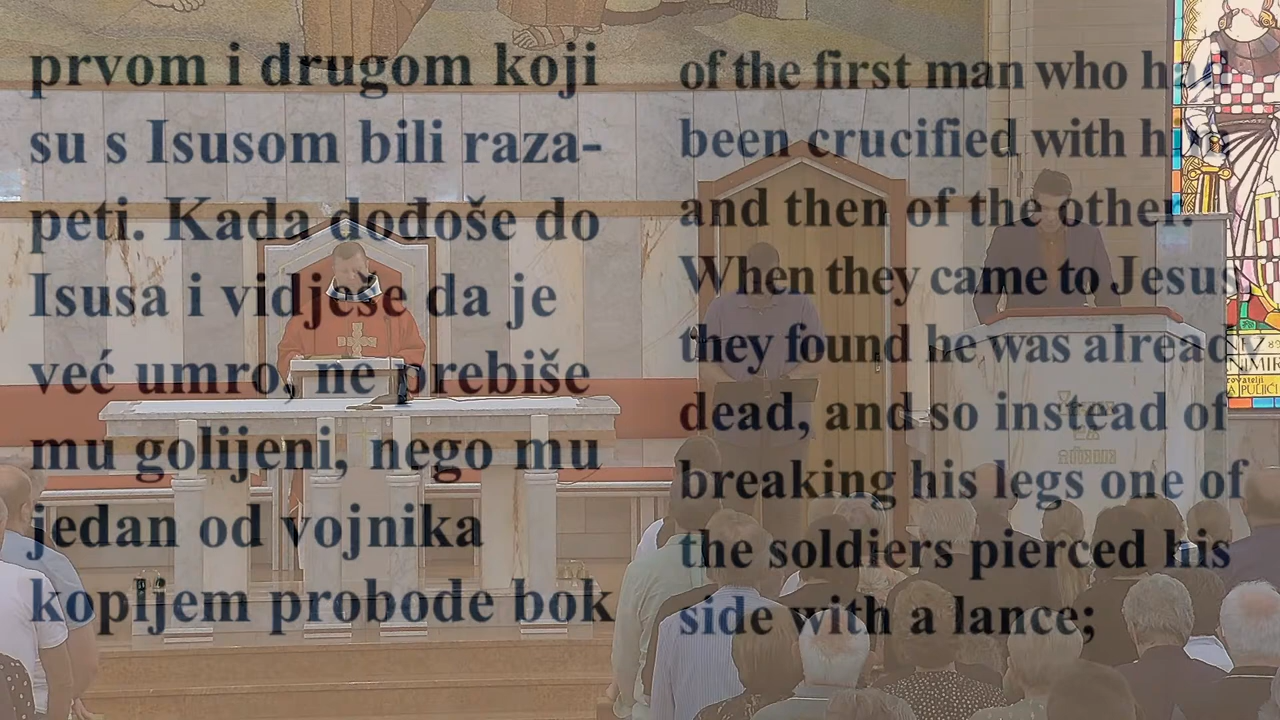 prvom i drugom koji
su s Isusom bili raza-
peti. Kada dođoše do
Isusa i vidješe da je
već umro, ne prebiše
mu golijeni, nego mu
jedan od vojnika
kopljem probode bok
of the first man who had
been crucified with him
and then of the other.
When they came to Jesus,
they found he was already
dead, and so instead of
breaking his legs one of
the soldiers pierced his
side with a lance;